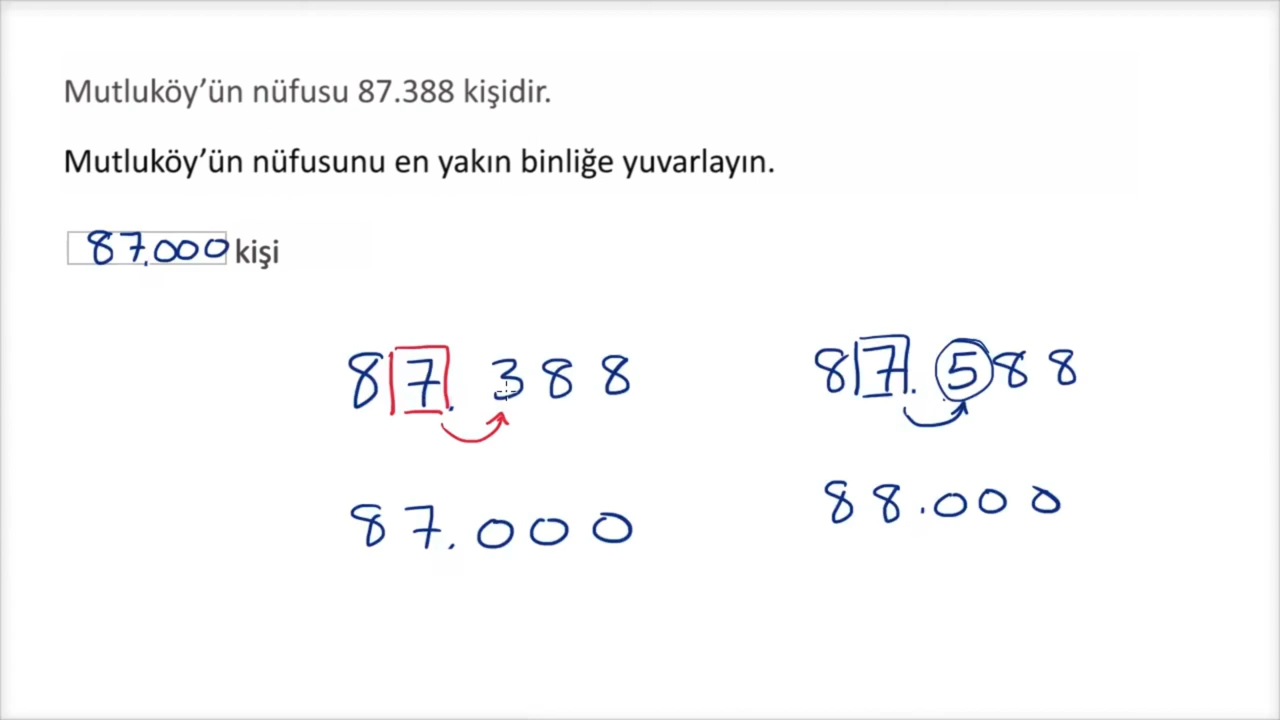 Mutluköy’ün nüfusu 87.388 kişidir.
Mutluköy’ün nüfusunu en yakın binliğe yuvarlayın.
87.000 kişi
87.388
87.588
87.000
88.000